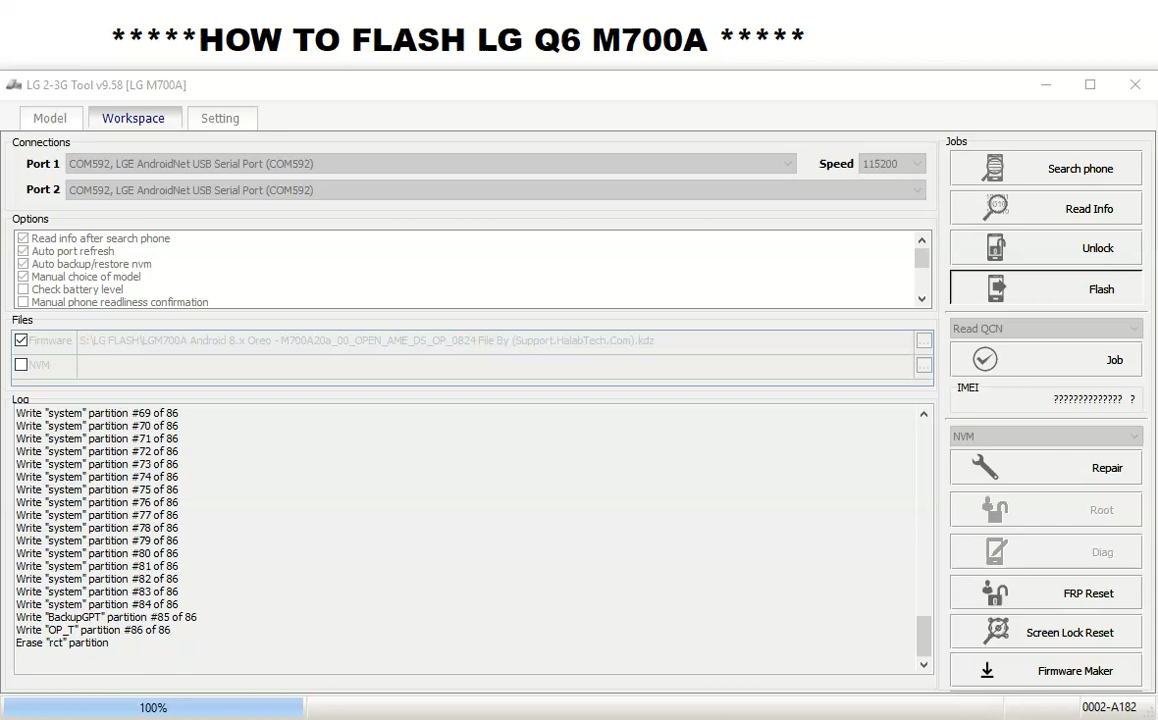 *****HOW TO FLASH LG Q6 M700A *****
LG 2-3G Tool v9.58 [LG M700A]
Model Workspace Setting
Connections
Port 1 COM592, LGE AndroidNet USB Serial Port (COM592) Speed 115200
Port 2 COM592, LGE AndroidNet USB Serial Port (COM592)
Options
Read info after search phone
Auto port refresh
Auto backup/restore nvm
Manual choice of model
Check battery level
Manual phone readliness confirmation
Files
Firmware S:\LG FLASH\LGM700A Android 8.x Oreo - M700A20a_00_OPEN_AME_DS_OP_0824 File By (Support.HalabTech.Com).kdz ...
NVM ...
Log
Write "system" partition #69 of 86
Write "system" partition #70 of 86
Write "system" partition #71 of 86
Write "system" partition #72 of 86
Write "system" partition #73 of 86
Write "system" partition #74 of 86
Write "system" partition #75 of 86
Write "system" partition #76 of 86
Write "system" partition #77 of 86
Write "system" partition #78 of 86
Write "system" partition #79 of 86
Write "system" partition #80 of 86
Write "system" partition #81 of 86
Write "system" partition #82 of 86
Write "system" partition #83 of 86
Write "system" partition #84 of 86
Write "BackupGPT" partition #85 of 86
Write "OP_T" partition #86 of 86
Erase "rct" partition
Jobs
Search phone
Read Info
Unlock
Flash
Read QCN
Job
IMEI
?????????????? ?
NVM
Repair
Root
Diag
FRP Reset
Screen Lock Reset
Firmware Maker
100%
0002-A182